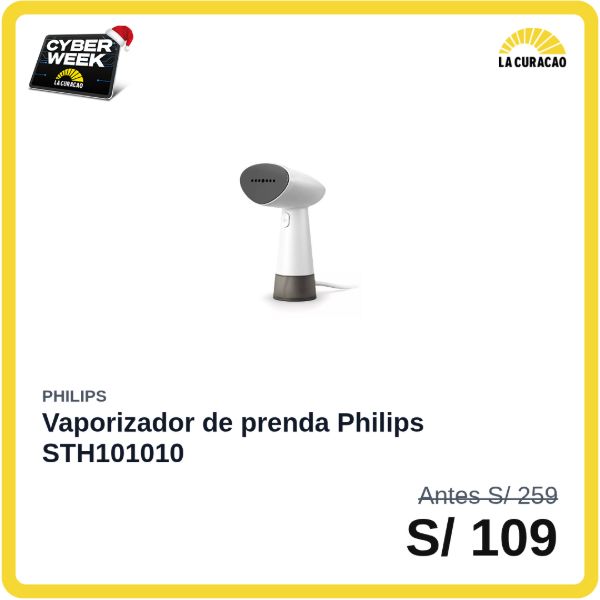 CYBER
WEEK
LA CURACAO
LA CURACAO
PHILIPS
Vaporizador de prenda Philips
STH101010
Antes S/ 259
S/ 109